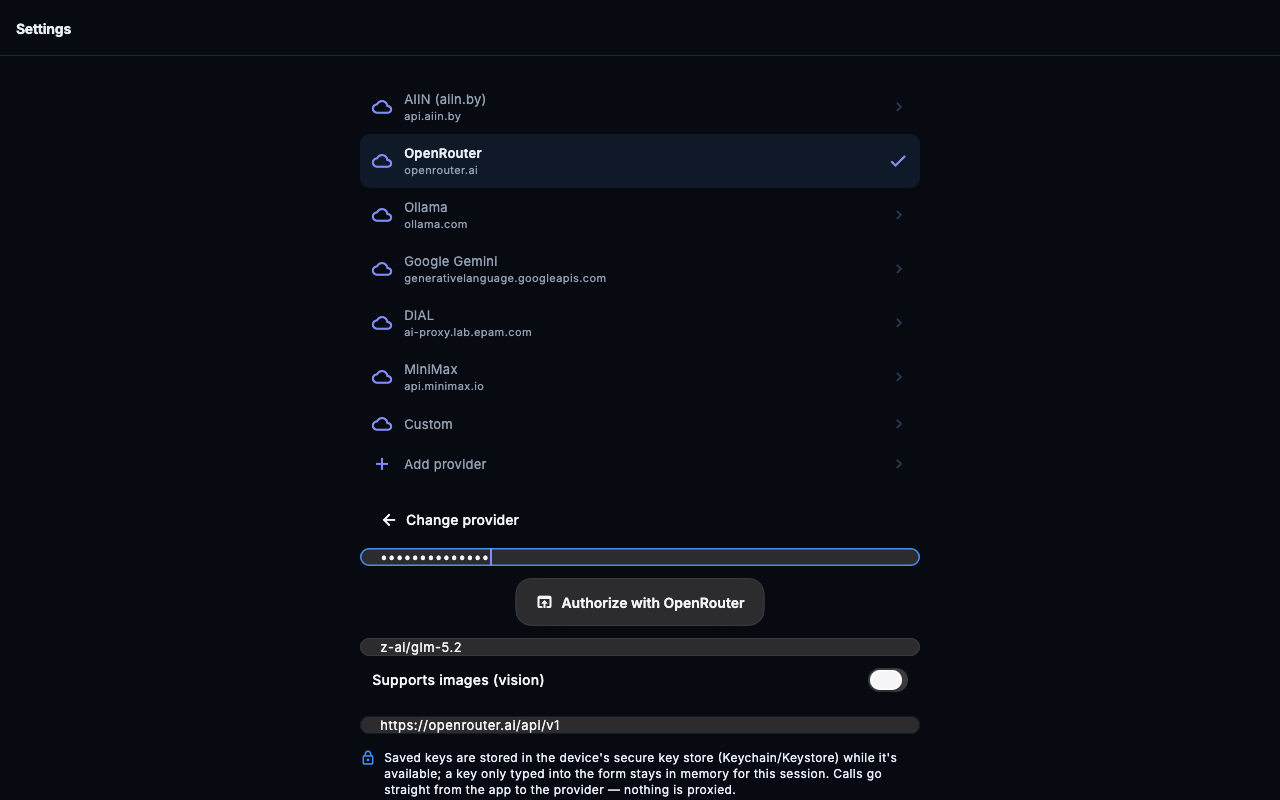 Settings
AIIN (aiin.by)
api.aiin.by
OpenRouter
openrouter.ai
Ollama
ollama.com
Google Gemini
generativelanguage.googleapis.com
DIAL
ai-proxy.lab.epam.com
MiniMax
api.minimax.io
Custom
Add provider
Change provider
••••••••••••••
Authorize with OpenRouter
z-ai/glm-5.2
Supports images (vision)
https://openrouter.ai/api/v1
Saved keys are stored in the device's secure key store (Keychain/Keystore) while it's
available; a key only typed into the form stays in memory for this session. Calls go
straight from the app to the provider — nothing is proxied.